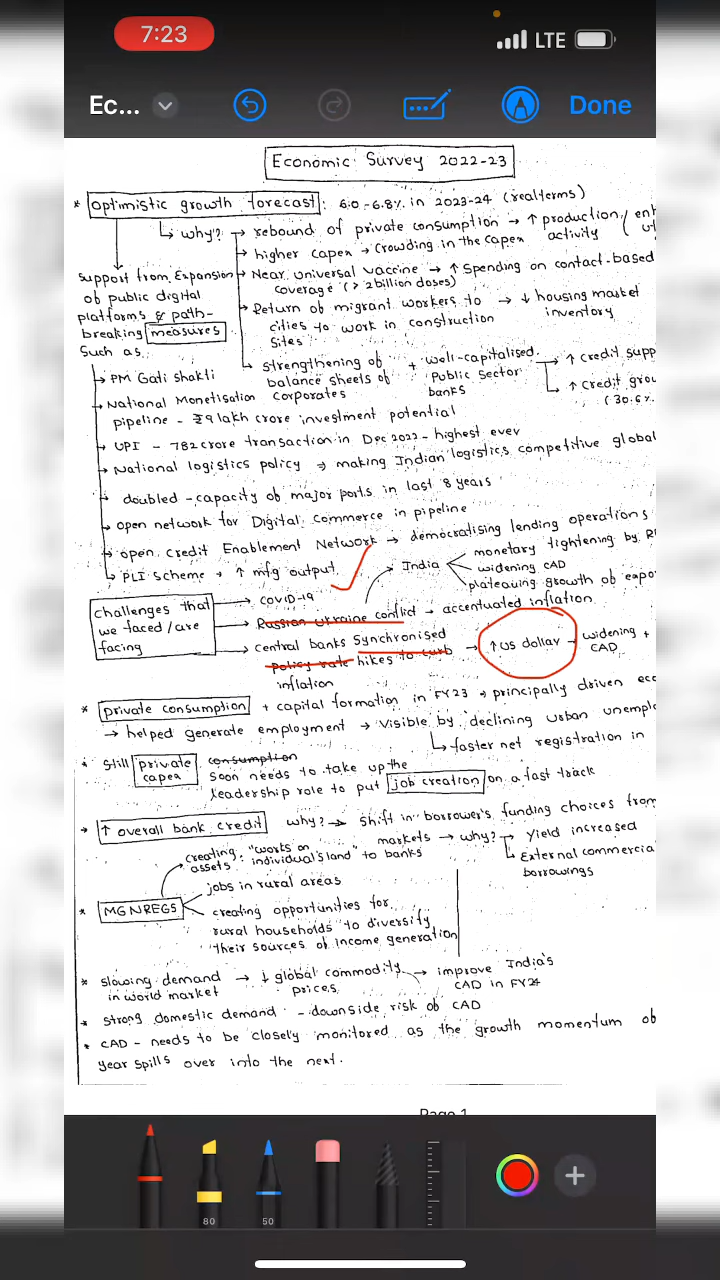 7:23
LTE
Ec...
Done
Economic Survey 2022-23
* optimistic growth forecast : 6.0-6.8% in 2023-24 (real terms)
why? → rebound of private consumption → ↑ production/
activity
→ higher capex → Crowding in the capex
support from Expansion
of public digital
platforms & path-
breaking measures
Such as
→ Near universal vaccine → ↑ spending on contact-based
coverage (> 2 billion doses)
→ Return of migrant workers to → ↓ housing market
cities to work in construction inventory
sites
→ strengthening of + well-capitalised → ↑ credit supp
balance sheets of Public Sector
corporates banks → ↑ credit grou
(30.6%
→ PM Gati shakti
→ National Monetisation
pipeline - ₹9 lakh crore investment potential
→ UPI - 782 crore transaction in Dec 2022 - highest ever
→ National logistics policy ⇒ making Indian logistics competitive global
→ doubled - capacity of major ports in last 8 years
→ open network for Digital Commerce in pipeline
→ open credit Enablement Network → democratising lending operations
→ PLI scheme → ↑ mfg output
→ India
monetary tightening by R
widening CAD
plateauing growth of expo
challenges that
we faced/are
facing
→ COVID-19
→ Russian Ukraine conflict → accentuated inflation
→ central banks synchronised
policy rate hikes to curb
inflation
→ ↑ US dollar → widening +
CAD
* private consumption + capital formation in FY23 → principally driven eco
→ helped generate employment → visible by declining urban unempl
↳ faster net registration in
* Still private
capex
consumption
soon needs to take up the
leadership role to put job creation on a fast track
→ ↑ overall bank credit why? → shift in borrower's funding choices from
markets → why? → Yield increased
to banks
↳ External commercia
borrowings
creating "works on
assets individual's land"
jobs in rural areas
* MGNREGS
creating opportunities for
rural households to diversity
their sources of income generation
* slowing demand → ↓ global commodity → improve India's
in world market prices CAD in FY24
* strong domestic demand - downside risk of CAD
* CAD - needs to be closely monitored as the growth momentum of
year spills over into the next.
Page 1
80
50